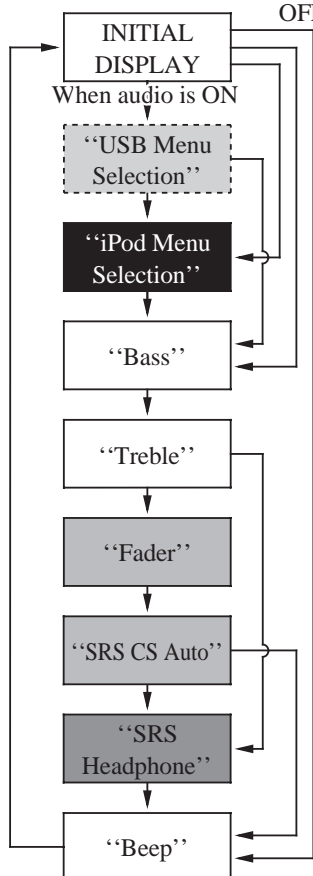 OFF
INITIAL
DISPLAY
When audio is ON
‘‘USB Menu
Selection’’
‘‘iPod Menu
Selection’’
‘‘Bass’’
‘‘Treble’’
‘‘Fader’’
‘‘SRS CS Auto’’
‘‘SRS
Headphone’’
‘‘Beep’’